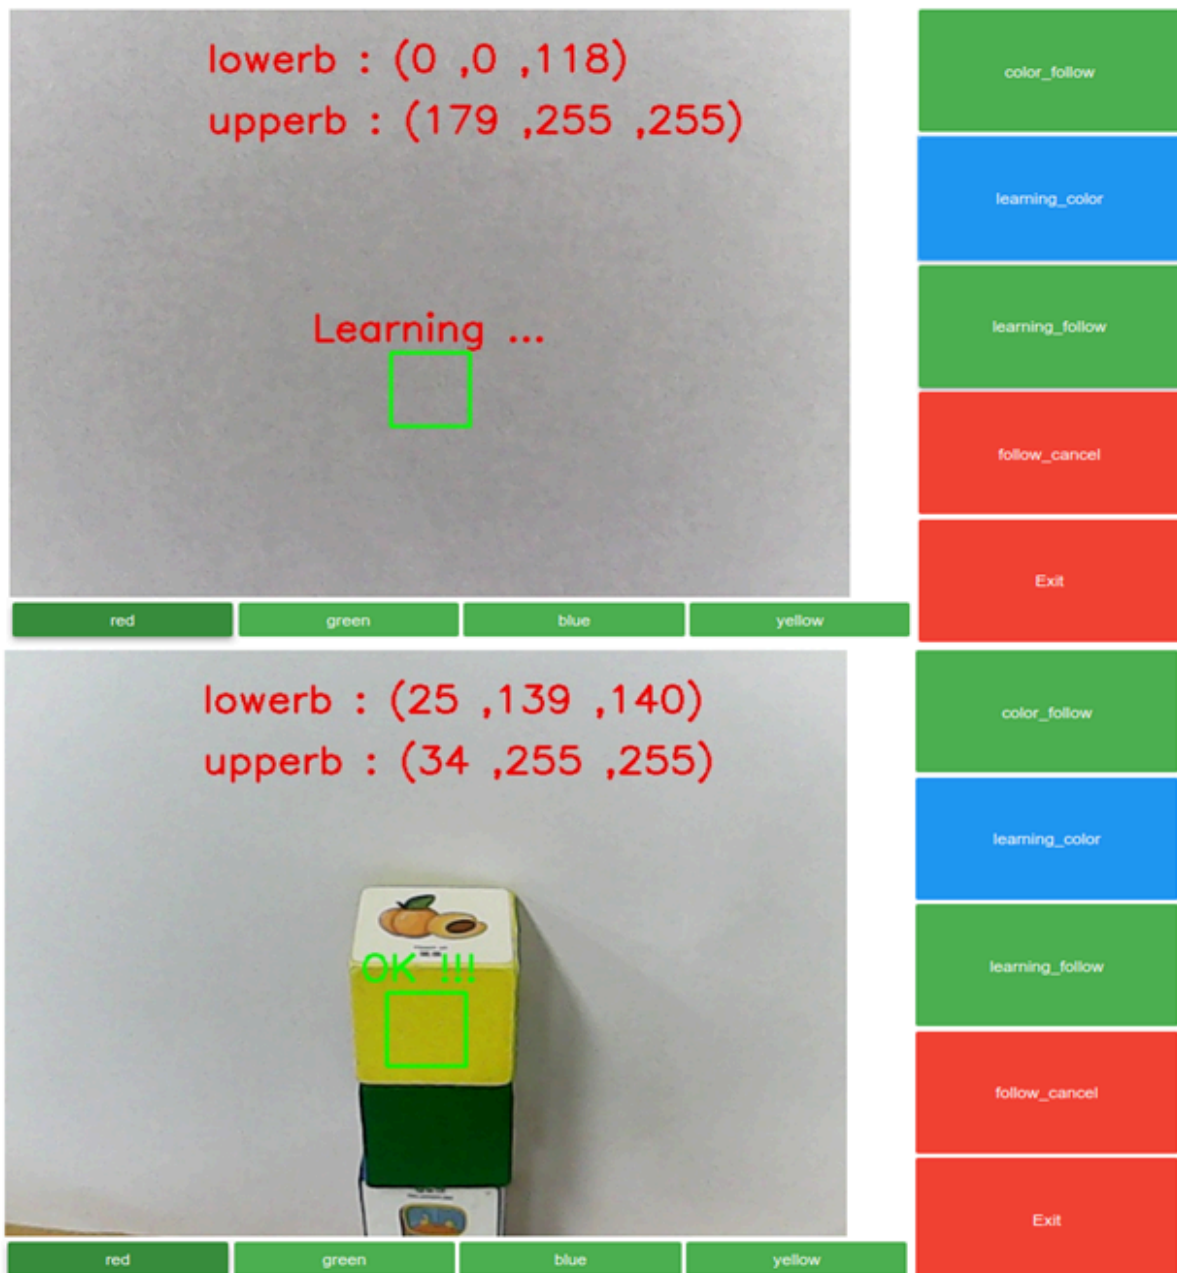 lowerb : (0 ,0 ,118)
upperb : (179 ,255 ,255)
Learning ...
color_follow
learning_color
learning_follow
follow_cancel
Exit
red green blue yellow
lowerb : (25 ,139 ,140)
upperb : (34 ,255 ,255)
OK !!!
color_follow
learning_color
learning_follow
follow_cancel
Exit
red green blue yellow